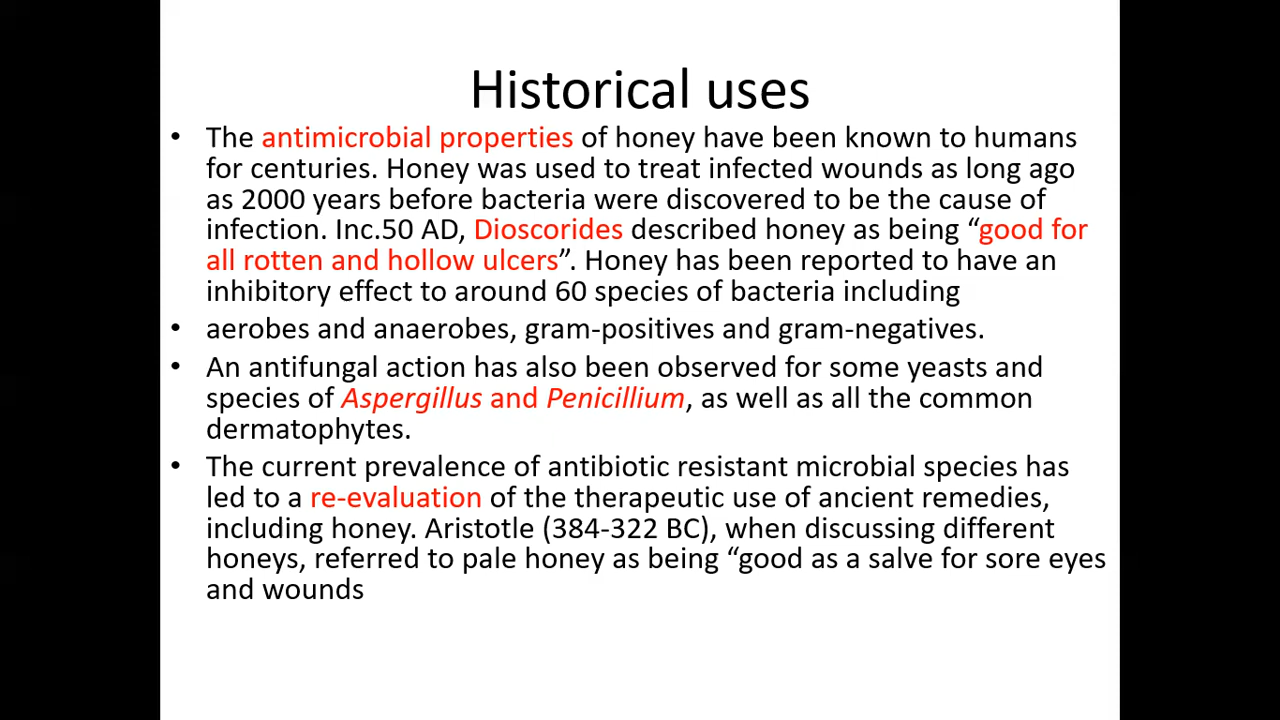 Historical uses
• The antimicrobial properties of honey have been known to humans
for centuries. Honey was used to treat infected wounds as long ago
as 2000 years before bacteria were discovered to be the cause of
infection. Inc.50 AD, Dioscorides described honey as being “good for
all rotten and hollow ulcers”. Honey has been reported to have an
inhibitory effect to around 60 species of bacteria including
• aerobes and anaerobes, gram-positives and gram-negatives.
• An antifungal action has also been observed for some yeasts and
species of Aspergillus and Penicillium, as well as all the common
dermatophytes.
• The current prevalence of antibiotic resistant microbial species has
led to a re-evaluation of the therapeutic use of ancient remedies,
including honey. Aristotle (384-322 BC), when discussing different
honeys, referred to pale honey as being “good as a salve for sore eyes
and wounds